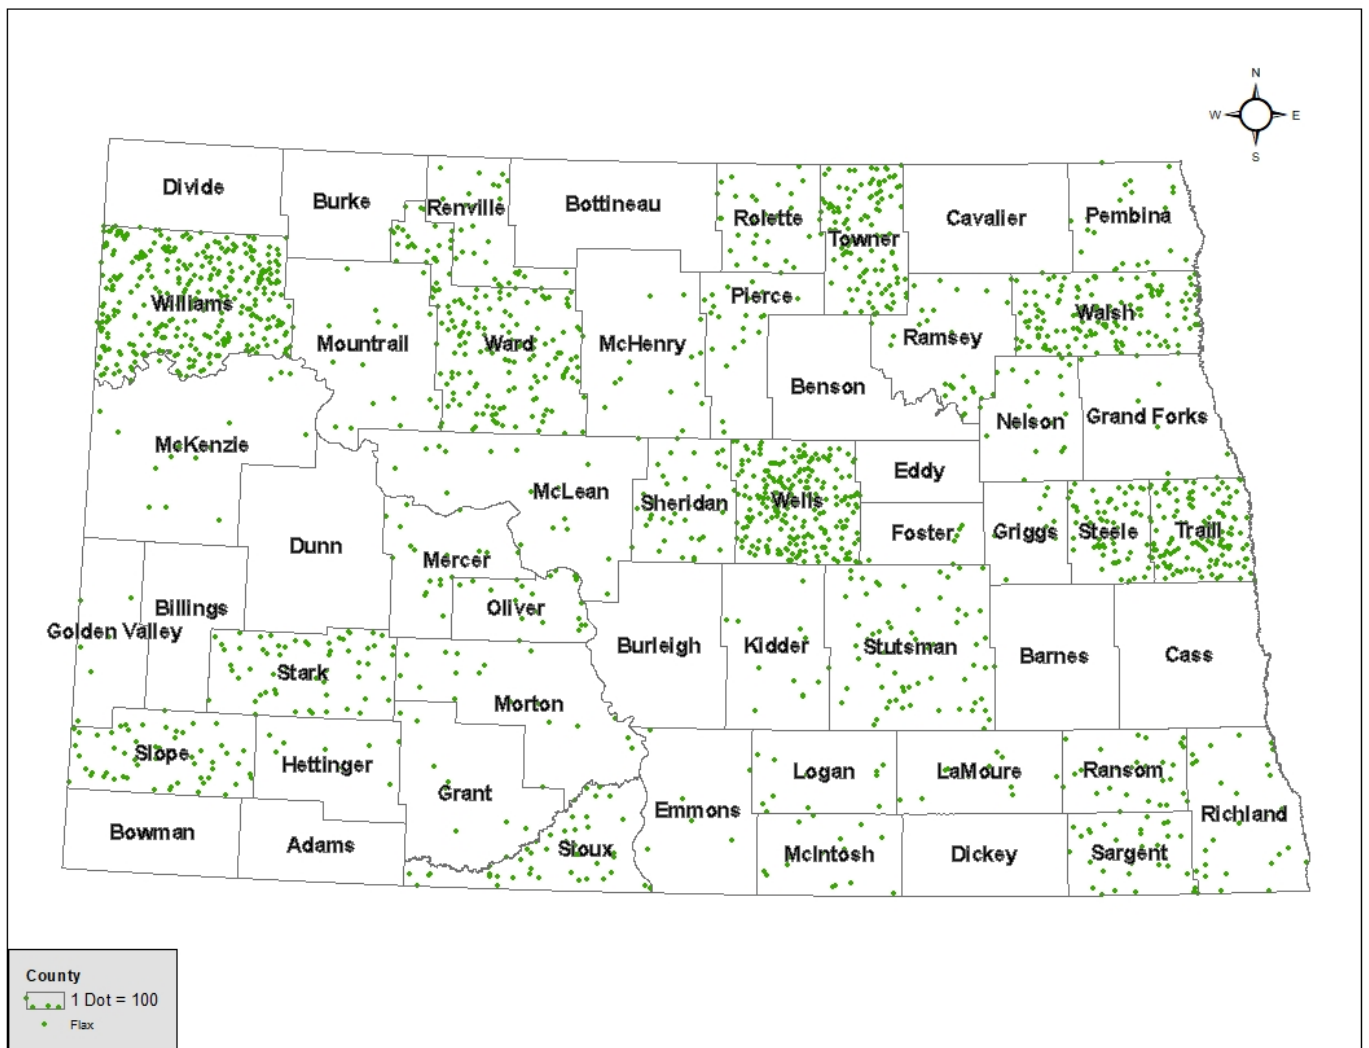 N
W E
S
Divide
Burke
Renville
Bottineau
Rolette
Towner
Cavalier
Pembina
Williams
Mountrail
Ward
McHenry
Pierce
Benson
Ramsey
Walsh
Nelson
Grand Forks
McKenzie
Dunn
McLean
Mercer
Oliver
Sheridan
Wells
Eddy
Foster
Griggs
Steele
Traill
Golden Valley
Billings
Stark
Morton
Burleigh
Kidder
Stutsman
Barnes
Cass
Slope
Hettinger
Grant
Sioux
Emmons
Logan
LaMoure
Ransom
Richland
Bowman
Adams
McIntosh
Dickey
Sargent
County
1 Dot = 100
Flax